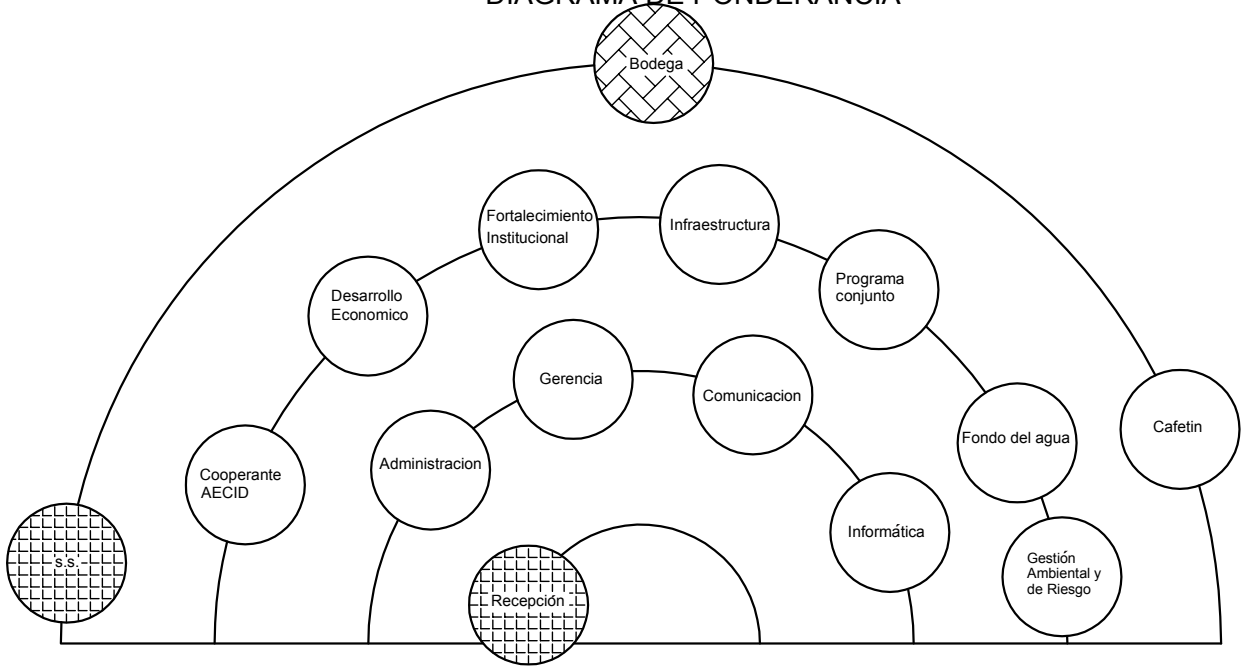 DIAGRAMA DE PONDERANCIA
Bodega
Fortalecimiento
Institucional
Infraestructura
Programa
conjunto
Desarrollo
Economico
Gerencia
Comunicacion
Cafetin
Fondo del agua
Administracion
Cooperante
AECID
Informática
s.s.
Gestión
Ambiental y
de Riesgo
Recepción